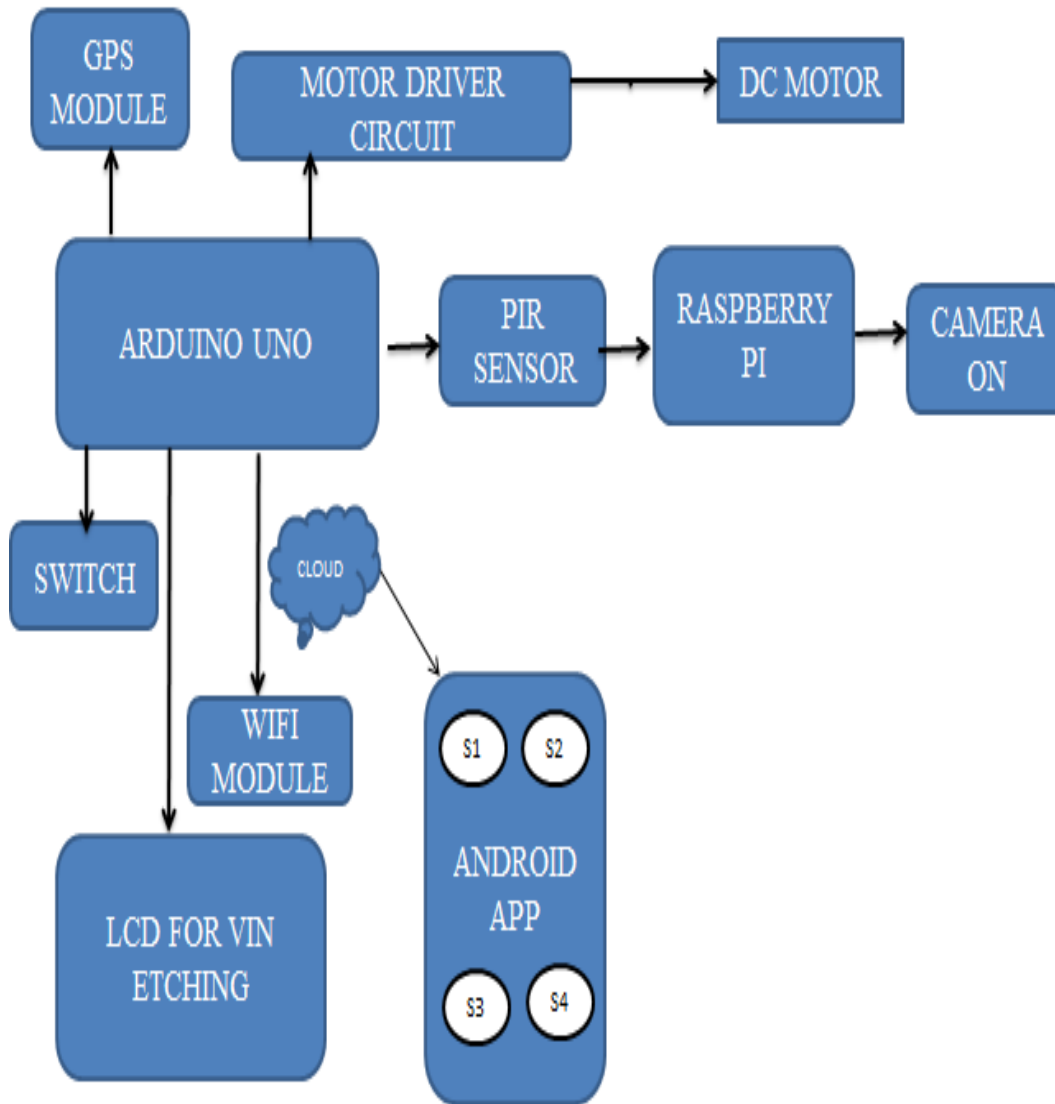 GPS
MODULE
MOTOR DRIVER
CIRCUIT
DC MOTOR
ARDUINO UNO
PIR
SENSOR
RASPBERRY
PI
CAMERA
ON
SWITCH
CLOUD
WIFI
MODULE
LCD FOR VIN
ETCHING
S1
S2
ANDROID
APP
S3
S4